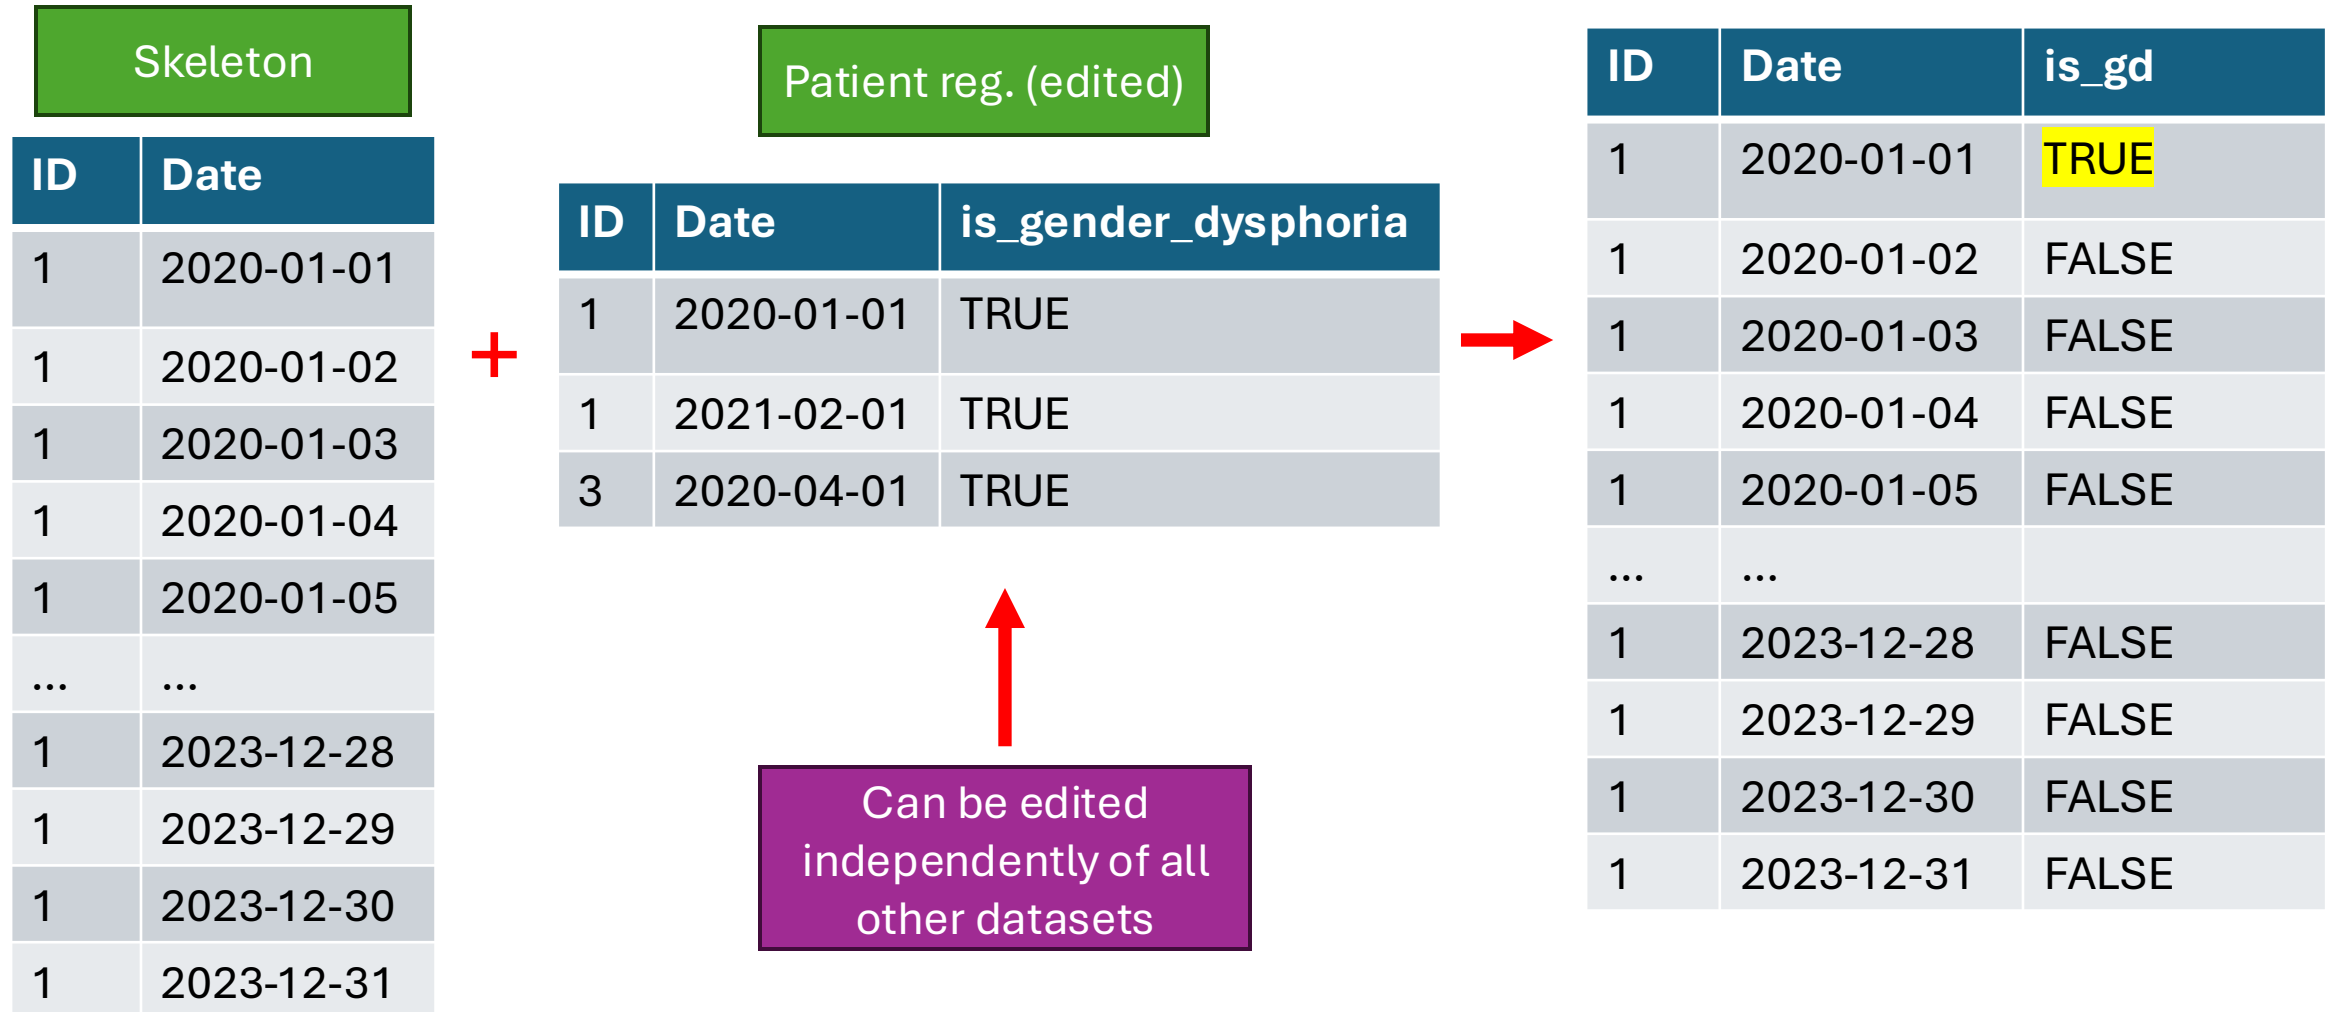 Skeleton
ID Date
1 2020-01-01
1 2020-01-02
1 2020-01-03
1 2020-01-04
1 2020-01-05
... ...
1 2023-12-28
1 2023-12-29
1 2023-12-30
1 2023-12-31
+
Patient reg. (edited)
ID Date is_gender_dysphoria
1 2020-01-01 TRUE
1 2021-02-01 TRUE
3 2020-04-01 TRUE
Can be edited
independently of all
other datasets
ID Date is_gd
1 2020-01-01 TRUE
1 2020-01-02 FALSE
1 2020-01-03 FALSE
1 2020-01-04 FALSE
1 2020-01-05 FALSE
... ...
1 2023-12-28 FALSE
1 2023-12-29 FALSE
1 2023-12-30 FALSE
1 2023-12-31 FALSE